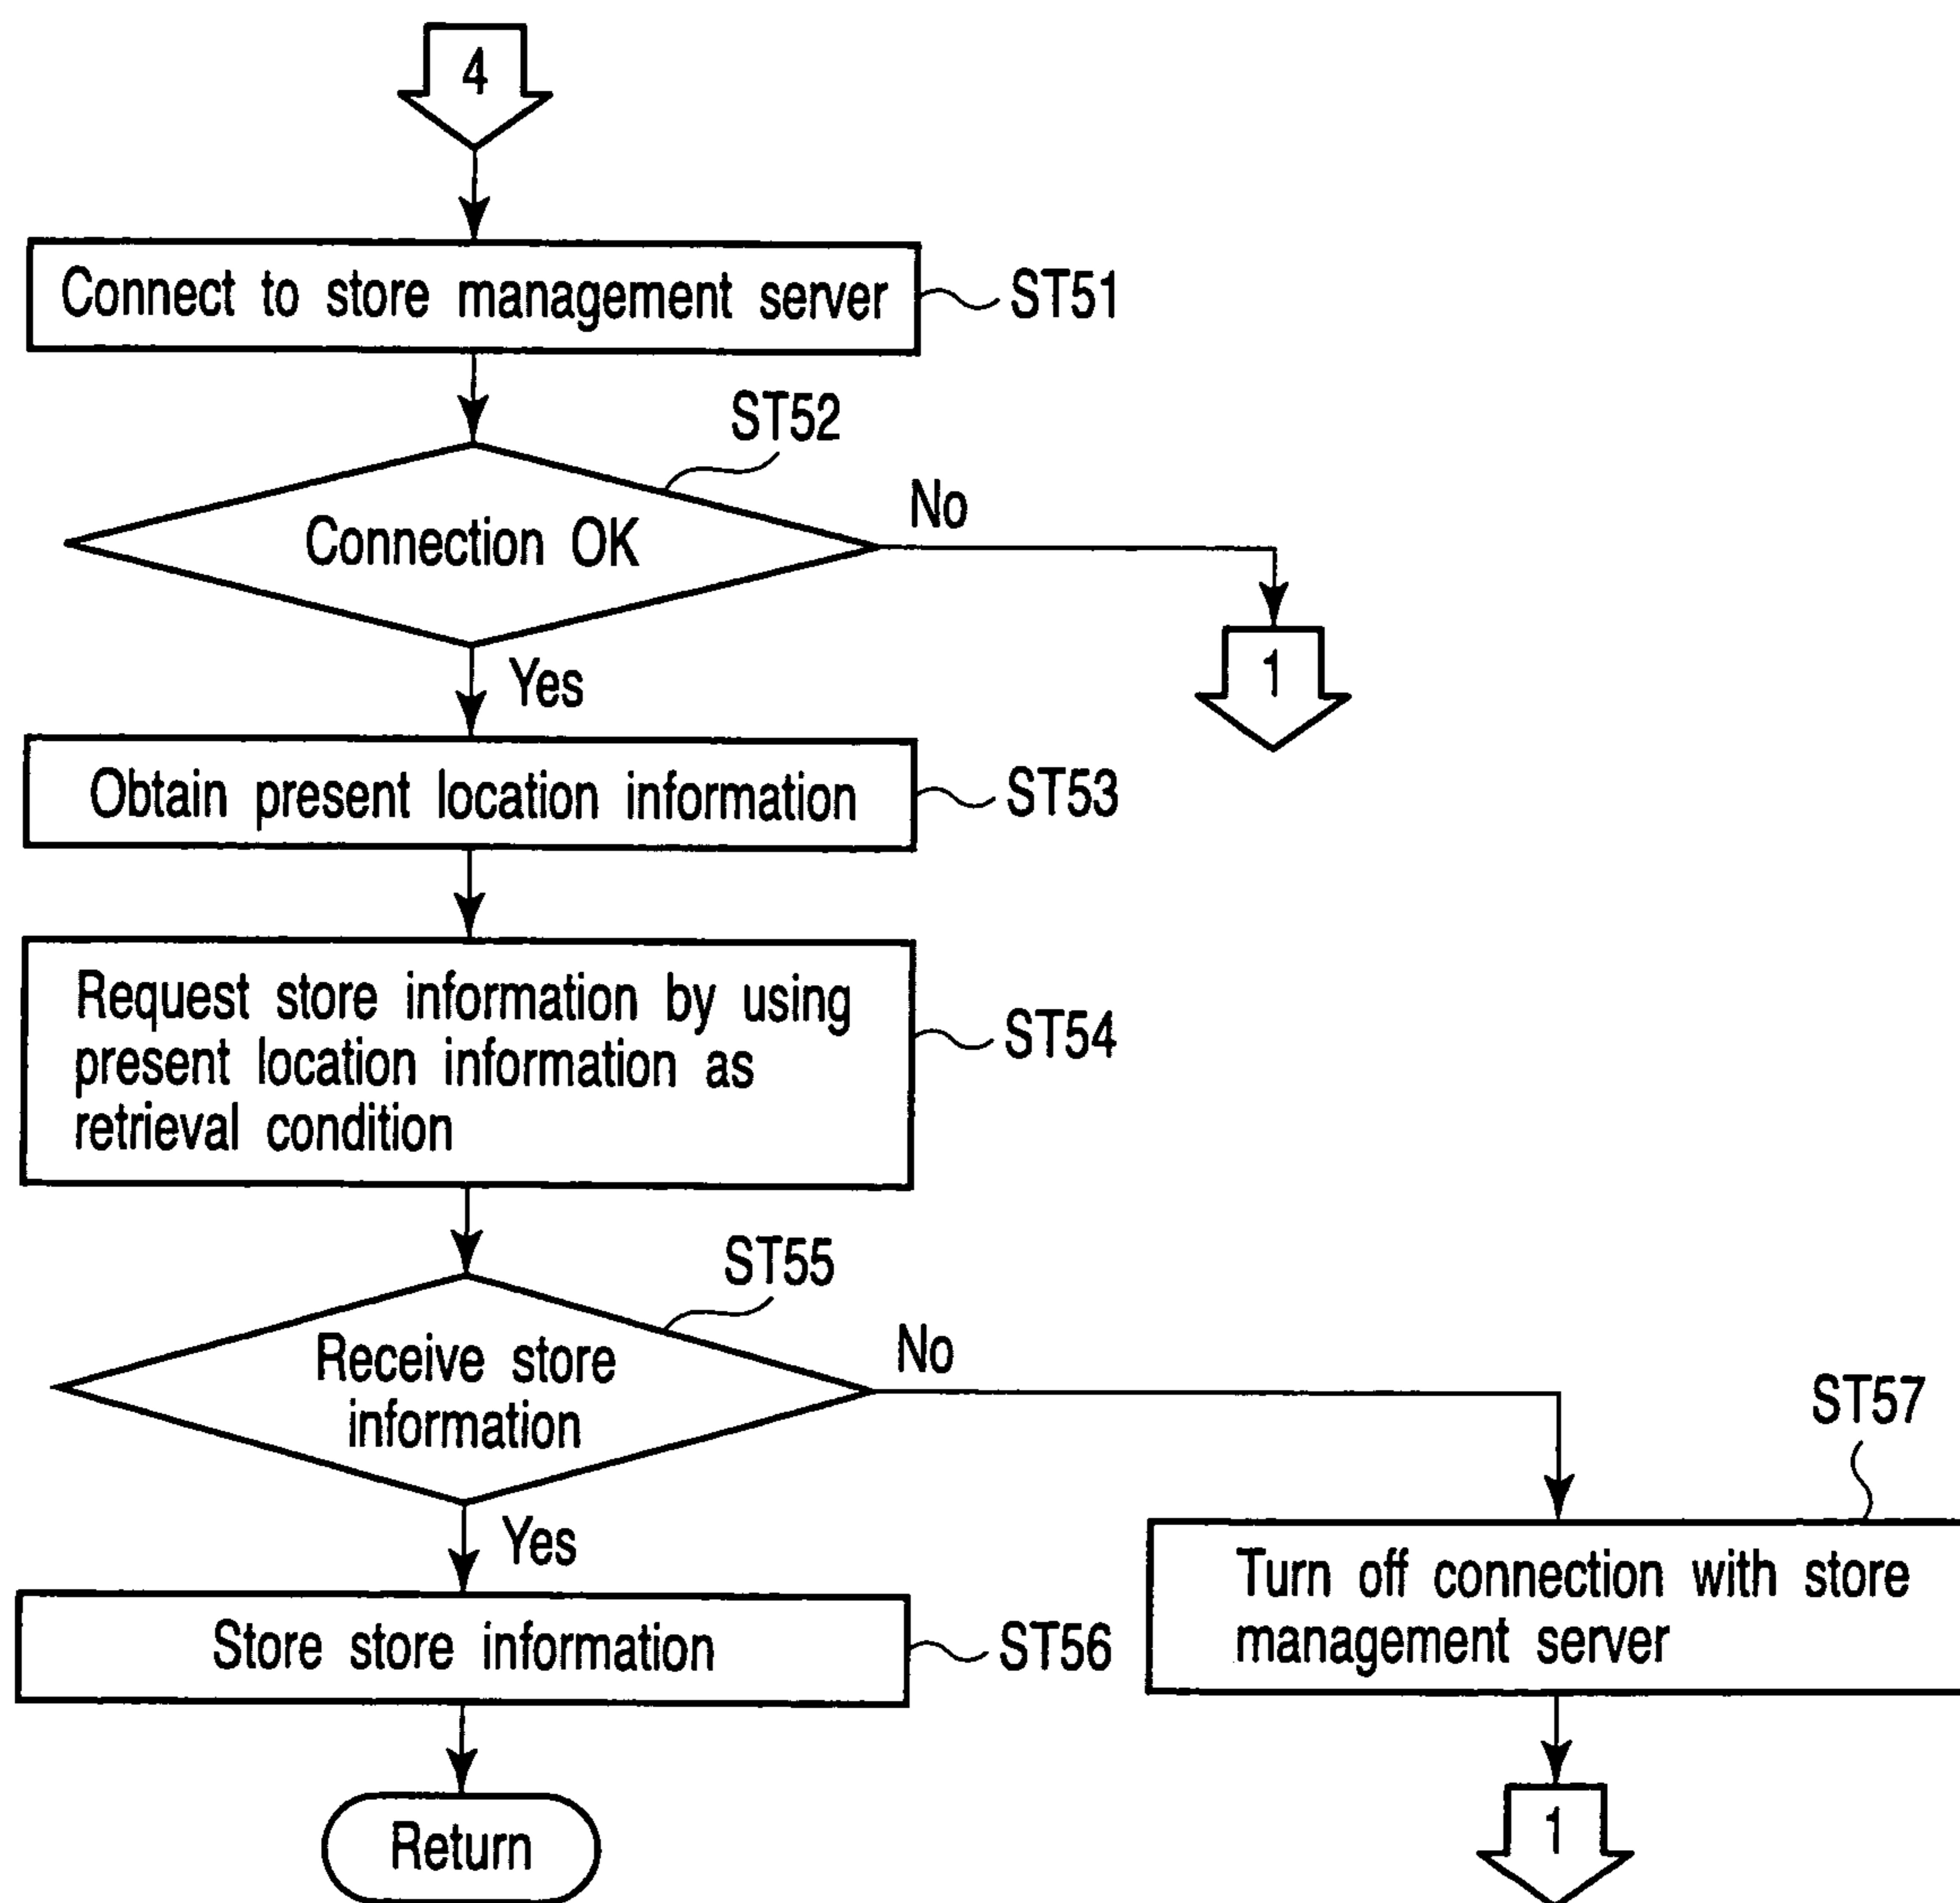 4
Connect to store management server
ST51
ST52
Connection OK
No
1
Yes
Obtain present location information
ST53
Request store information by using
present location information as
retrieval condition
ST54
ST55
Receive store
information
No
ST57
Yes
Turn off connection with store
management server
Store store information
ST56
1
Return